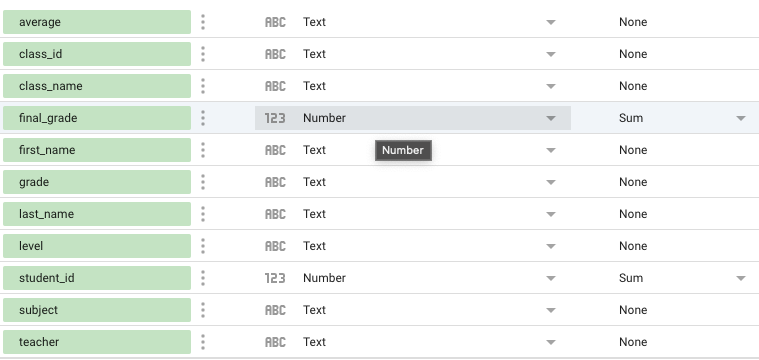 average ABC Text None
class_id ABC Text None
class_name ABC Text None
final_grade 123 Number Sum
first_name ABC Text Number None
grade ABC Text None
last_name ABC Text None
level ABC Text None
student_id 123 Number Sum
subject ABC Text None
teacher ABC Text None